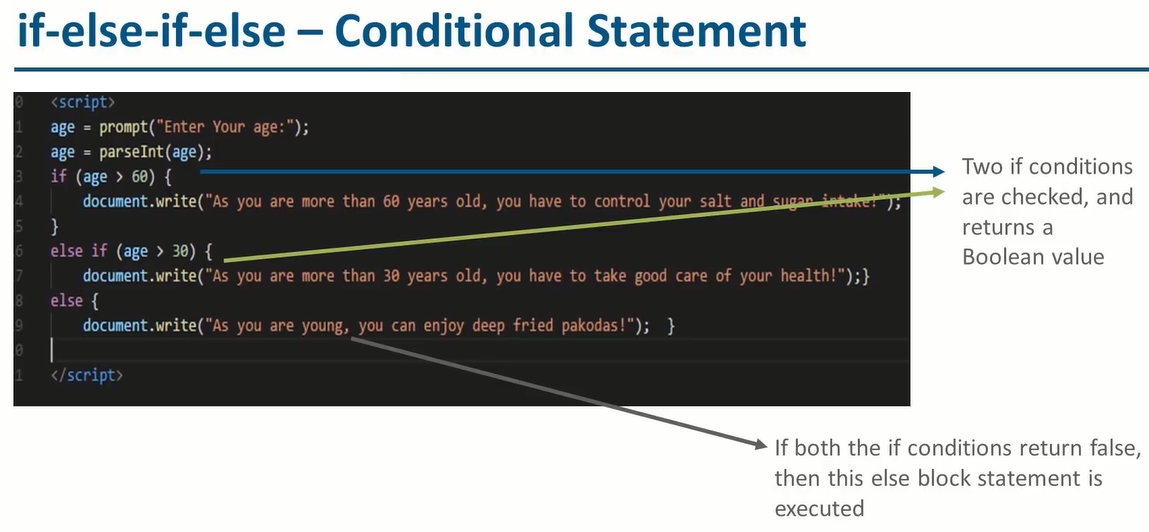 if-else-if-else – Conditional Statement
0 <script>
1 age = prompt("Enter Your age:");
2 age = parseInt(age);
3 if (age > 60) {
4 document.write("As you are more than 60 years old, you have to control your salt and sugar intake!");
5 }
6 else if (age > 30) {
7 document.write("As you are more than 30 years old, you have to take good care of your health!");}
8 else {
9 document.write("As you are young, you can enjoy deep fried pakodas!"); }
0
1 </script>
Two if conditions
are checked, and
returns a
Boolean value
If both the if conditions return false,
then this else block statement is
executed